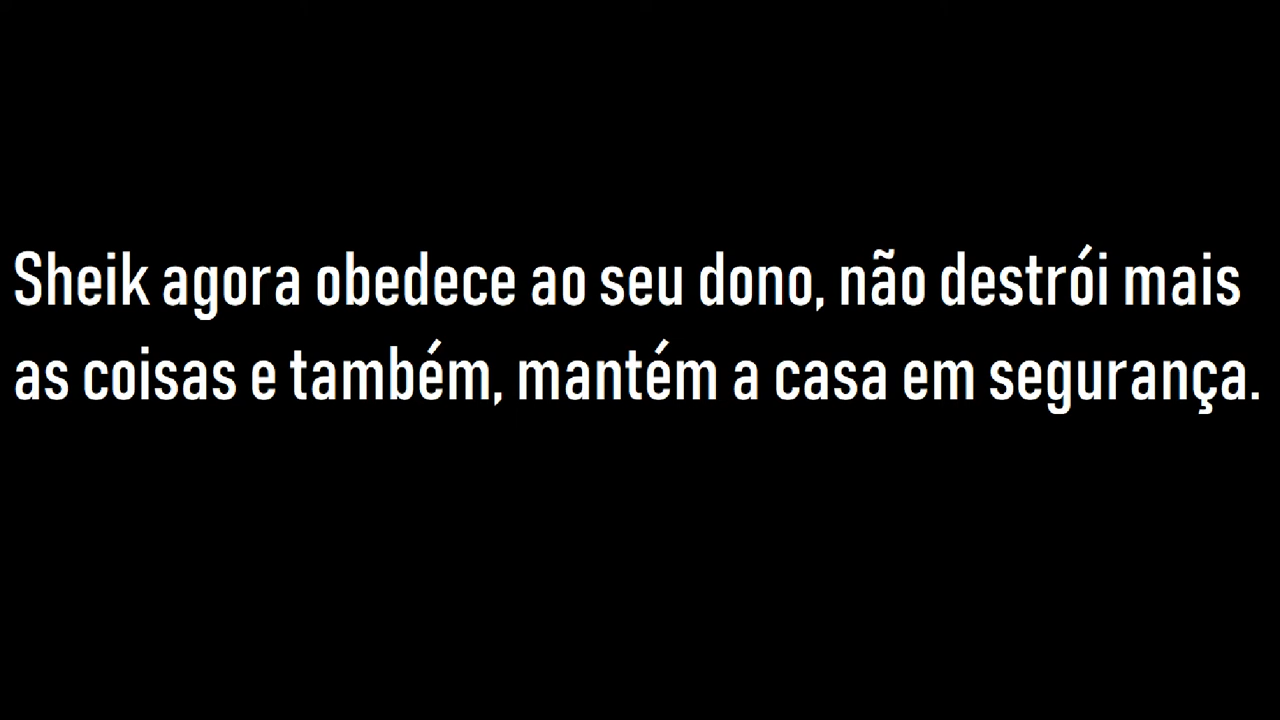 Sheik agora obedece ao seu dono, não destrói mais
as coisas e também, mantém a casa em segurança.